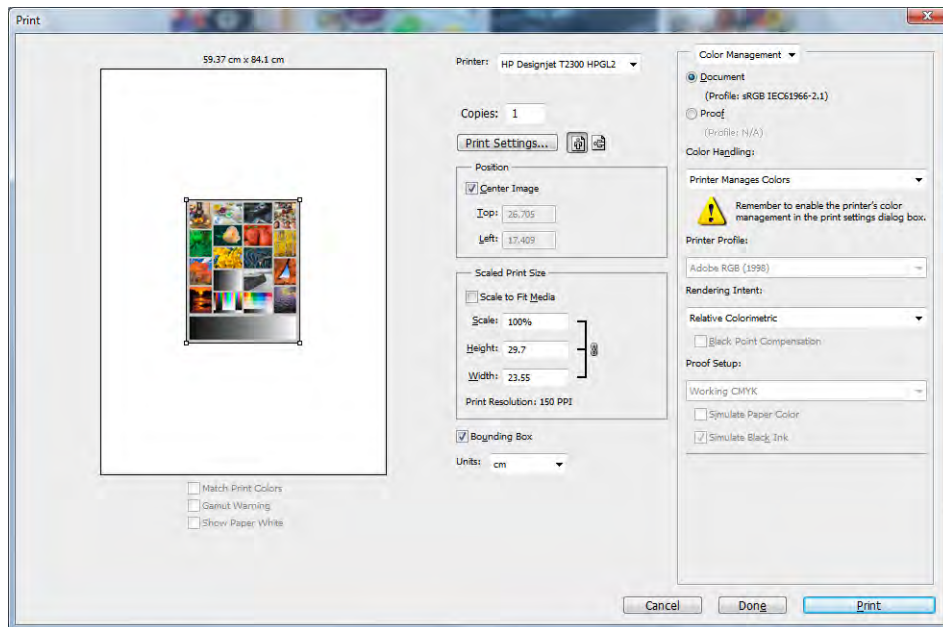 Print
59.37 cm x 84.1 cm
Match Print Colors
Gamut Warning
Show Paper White
Printer: HP Designjet T2300 HPGL2
Copies: 1
Print Settings...
Position
Center Image
Top: 26.705
Left: 17.409
Scaled Print Size
Scale to Fit Media
Scale: 100%
Height: 29.7
Width: 23.55
Print Resolution: 150 PPI
Bounding Box
Units: cm
Color Management
Document
(Profile: sRGB IEC61966-2.1)
Proof
(Profile: N/A)
Color Handling:
Printer Manages Colors
Remember to enable the printer's color
management in the print settings dialog box.
Printer Profile:
Adobe RGB (1998)
Rendering Intent:
Relative Colorimetric
Black Point Compensation
Proof Setup:
Working CMYK
Simulate Paper Color
Simulate Black Ink
Cancel
Done
Print